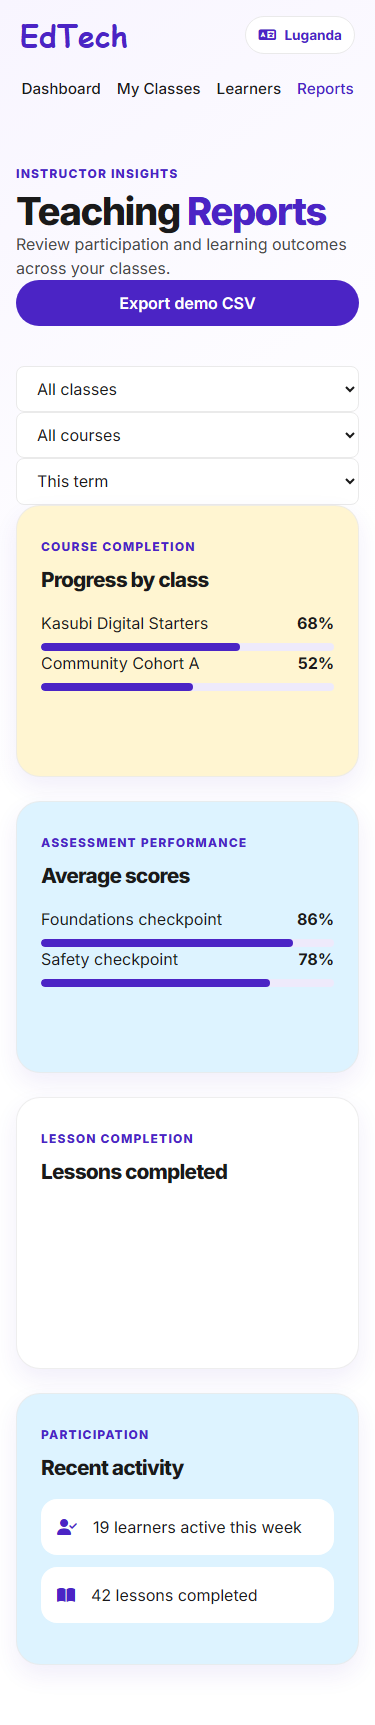 EdTech
Luganda
Dashboard My Classes Learners Reports
INSTRUCTOR INSIGHTS
Teaching Reports
Review participation and learning outcomes
across your classes.
Export demo CSV
All classes
All courses
This term
COURSE COMPLETION
Progress by class
Kasubi Digital Starters 68%
Community Cohort A 52%
ASSESSMENT PERFORMANCE
Average scores
Foundations checkpoint 86%
Safety checkpoint 78%
LESSON COMPLETION
Lessons completed
PARTICIPATION
Recent activity
19 learners active this week
42 lessons completed